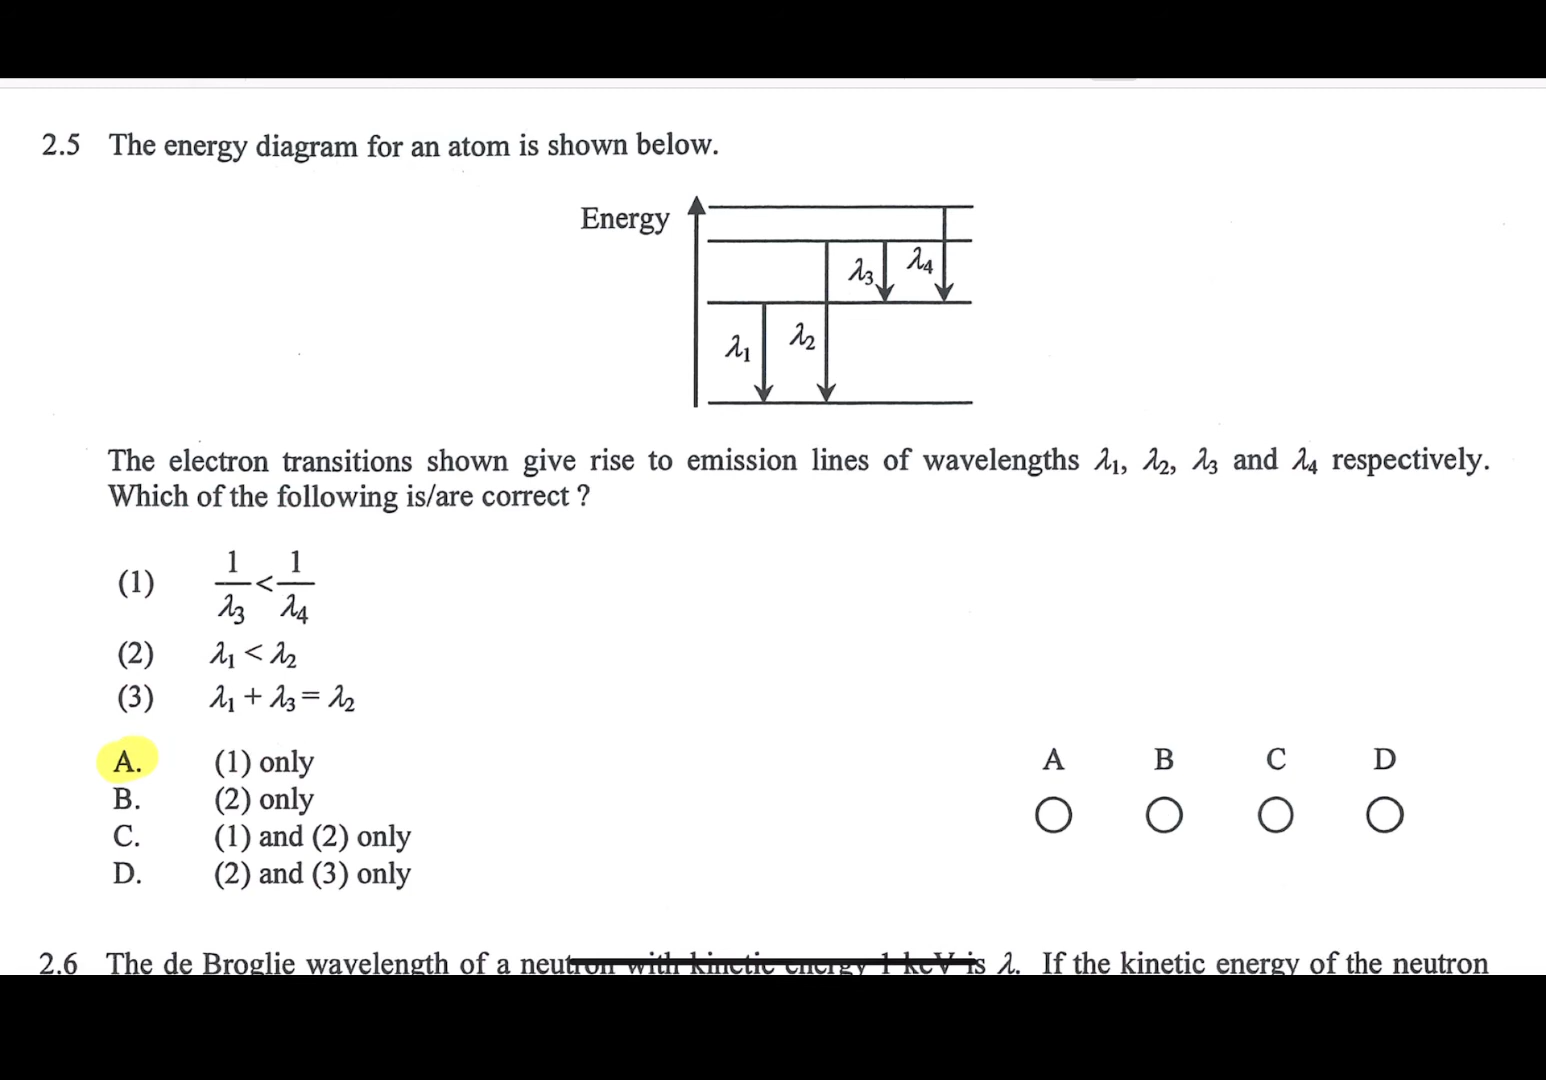 2.5 The energy diagram for an atom is shown below.
Energy
λ3
λ4
λ1
λ2
The electron transitions shown give rise to emission lines of wavelengths λ1, λ2, λ3 and λ4 respectively.
Which of the following is/are correct ?
(1) 1/λ3 < 1/λ4
(2) λ1 < λ2
(3) λ1 + λ3 = λ2
A. (1) only
B. (2) only
C. (1) and (2) only
D. (2) and (3) only
A B C D
2.6 The de Broglie wavelength of a neutron with kinetic energy 1 keV is λ. If the kinetic energy of the neutron